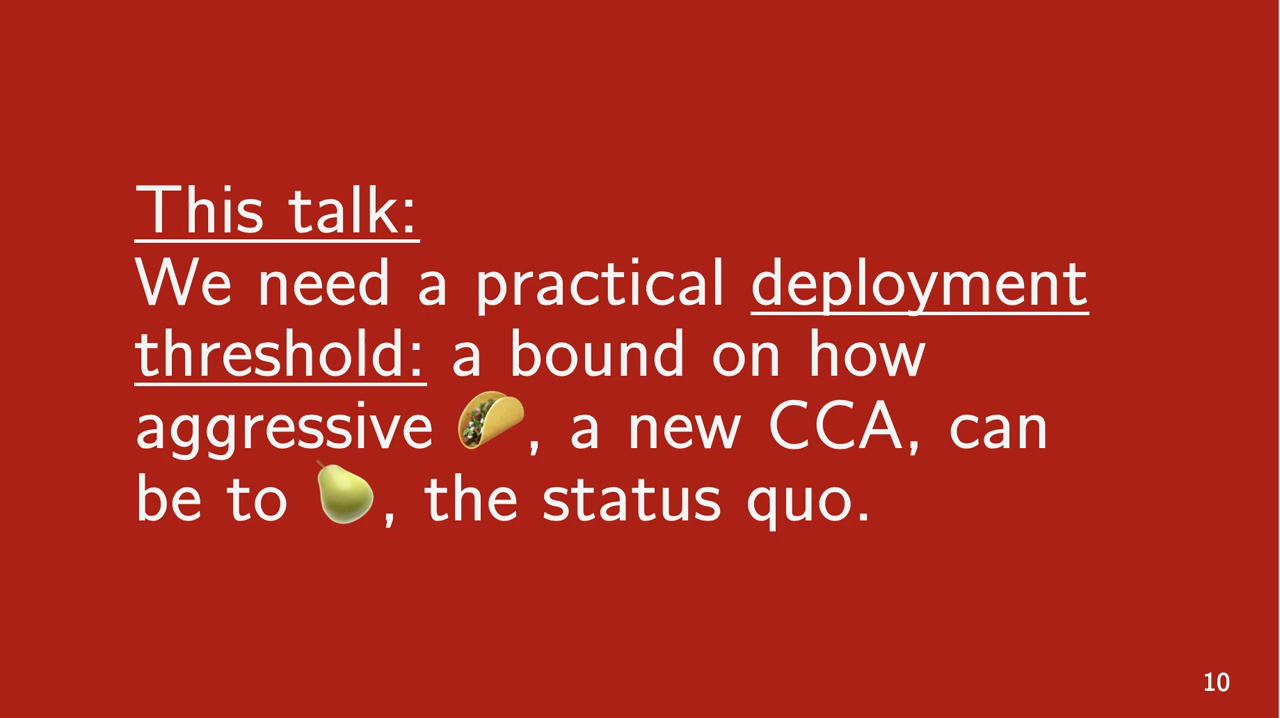 This talk:
We need a practical deployment
threshold: a bound on how
aggressive 🌮, a new CCA, can
be to 🍐, the status quo.
10